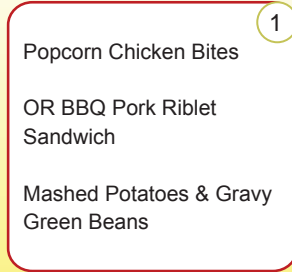 1
Popcorn Chicken Bites
OR BBQ Pork Riblet
Sandwich
Mashed Potatoes & Gravy
Green Beans